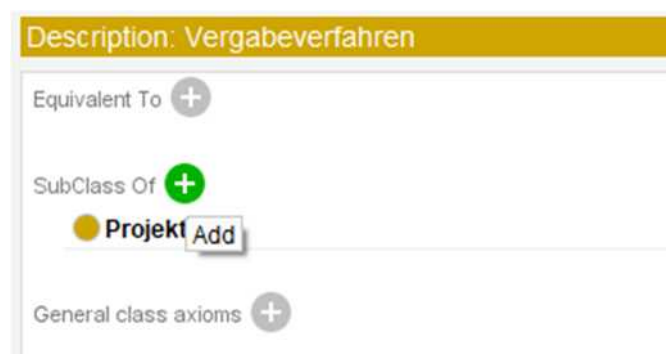 Description: Vergabeverfahren
Equivalent To
SubClass Of
Projekt
Add
General class axioms